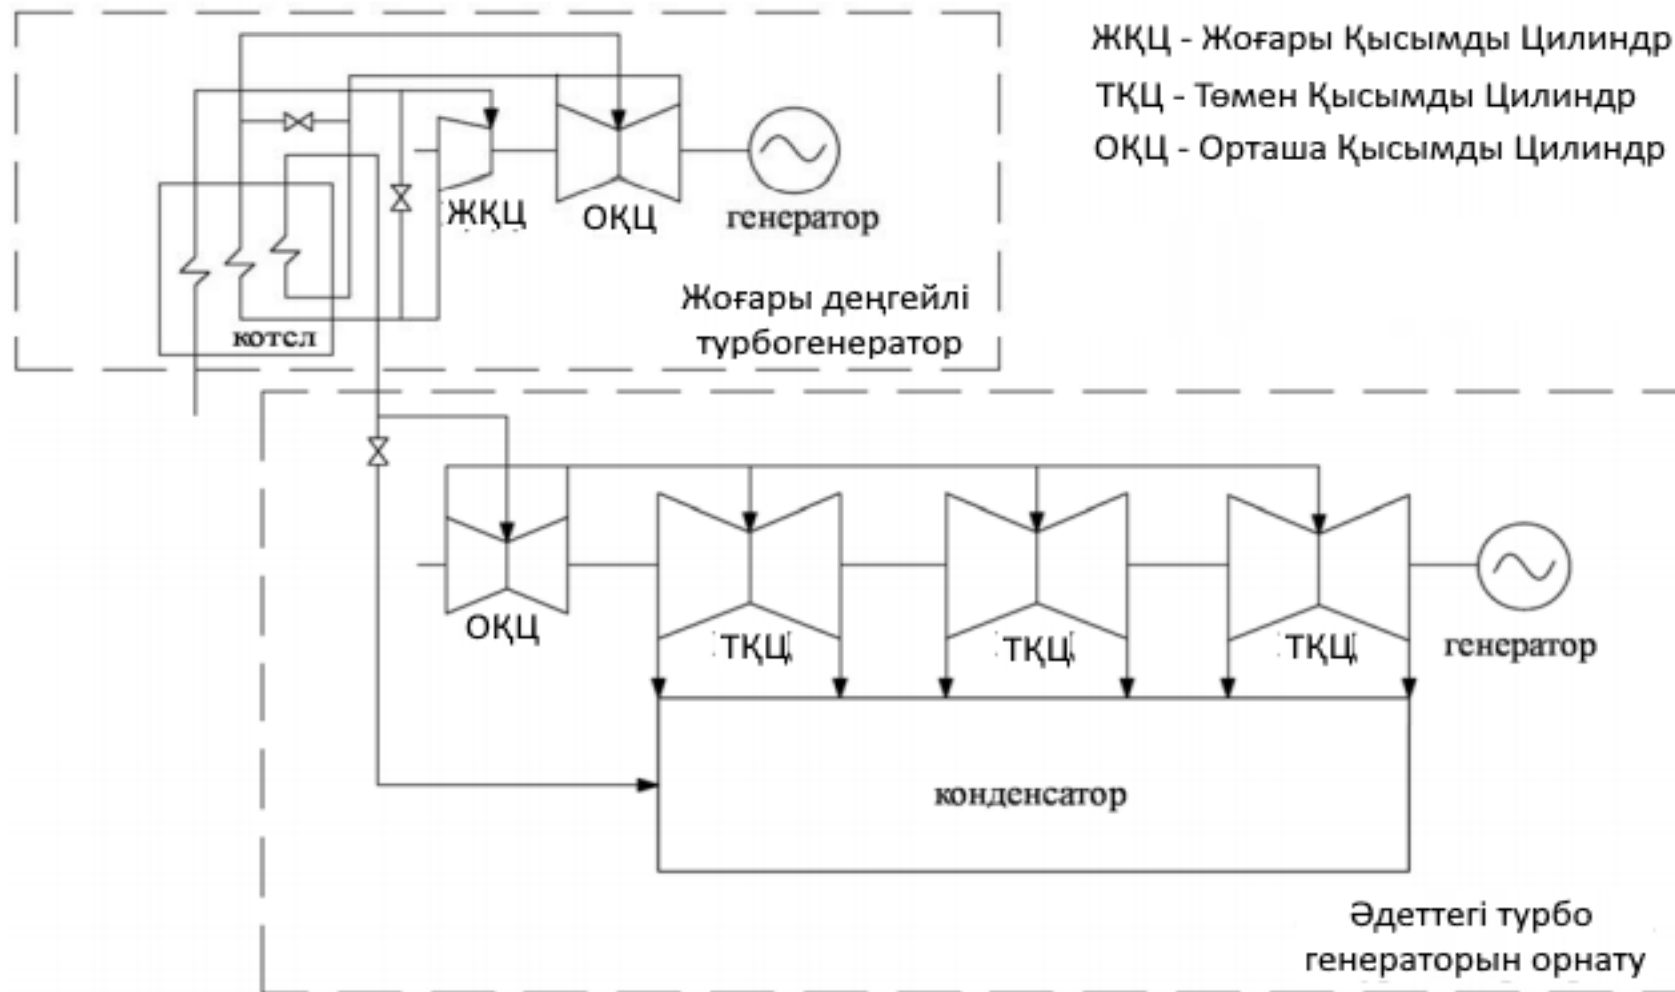 ЖҚЦ - Жоғары Қысымды Цилиндр
ТҚЦ - Төмен Қысымды Цилиндр
ОҚЦ - Орташа Қысымды Цилиндр
ЖҚЦ
ОҚЦ
генератор
Жоғары деңгейлі
турбогенератор
котел
ОҚЦ
ТҚЦ
ТҚЦ
ТҚЦ
генератор
конденсатор
Әдеттегі турбо
генераторын орнату